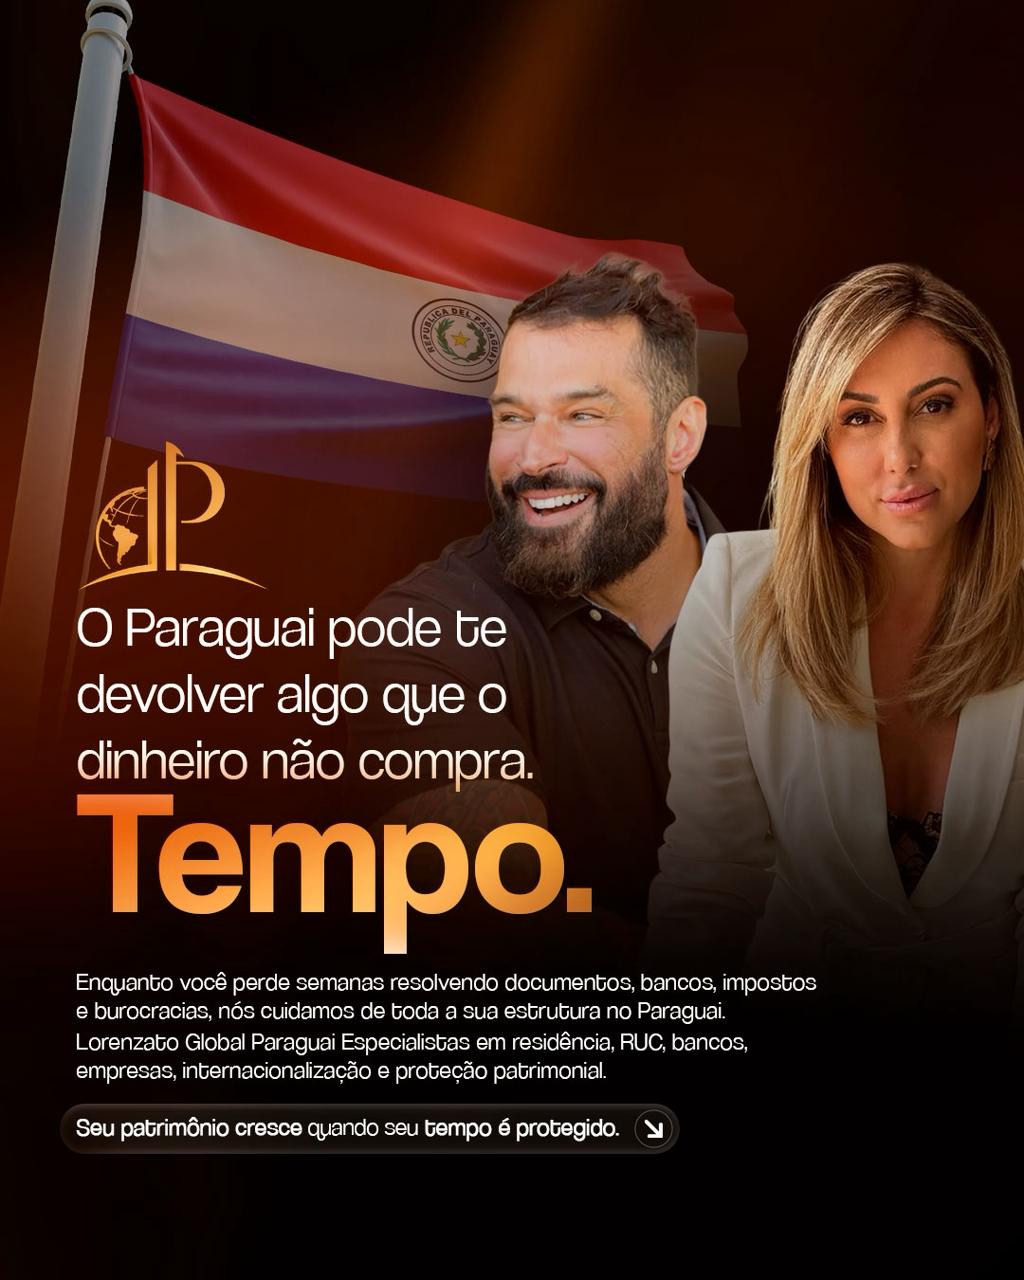 REPÚBLICA DEL PARAGUAY
JP
O Paraguai pode te
devolver algo que o
dinheiro não compra.
Tempo.
Enquanto você perde semanas resolvendo documentos, bancos, impostos
e burocracias, nós cuidamos de toda a sua estrutura no Paraguai.
Lorenzato Global Paraguai Especialistas em residência, RUC, bancos,
empresas, internacionalização e proteção patrimonial.
Seu patrimônio cresce quando seu tempo é protegido.